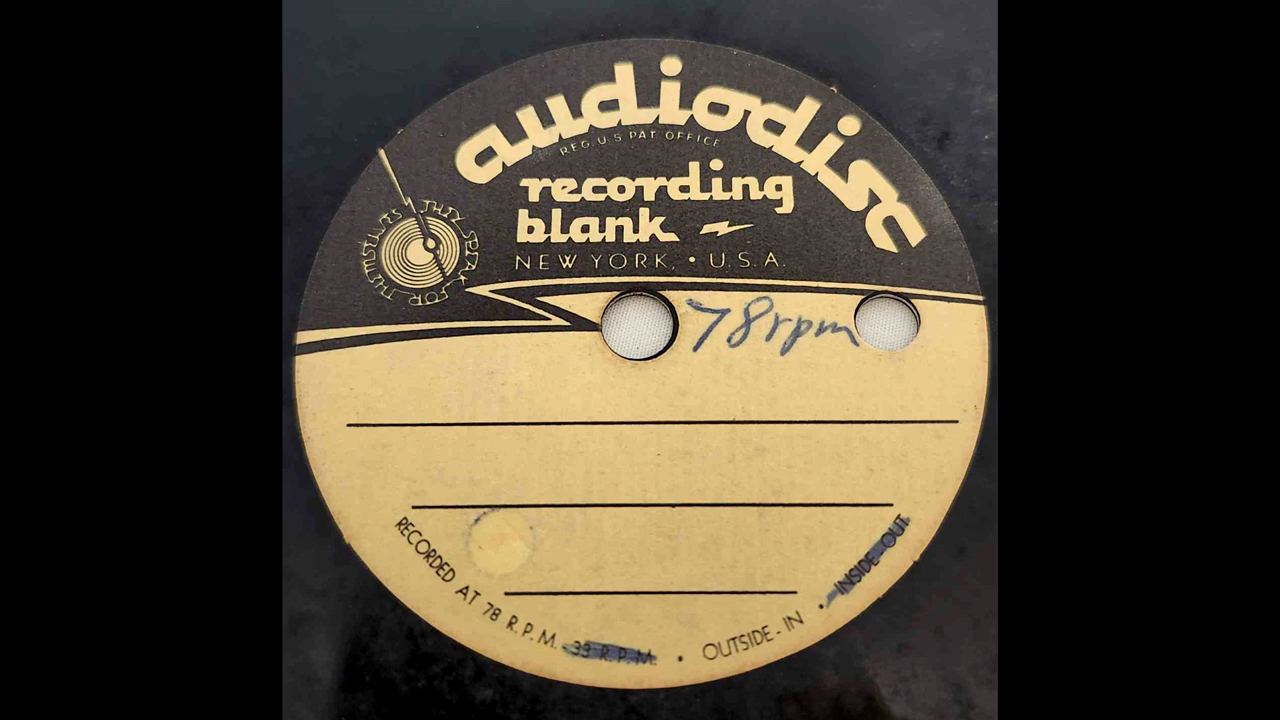 audiodisc
REG. U.S. PAT. OFFICE
recording
blank
NEW YORK, • U.S.A.
THEY SPEAK FOR THEMSELVES
78rpm
RECORDED AT 78 R.P.M. 33 R.P.M. • OUTSIDE-IN • INSIDE-OUT